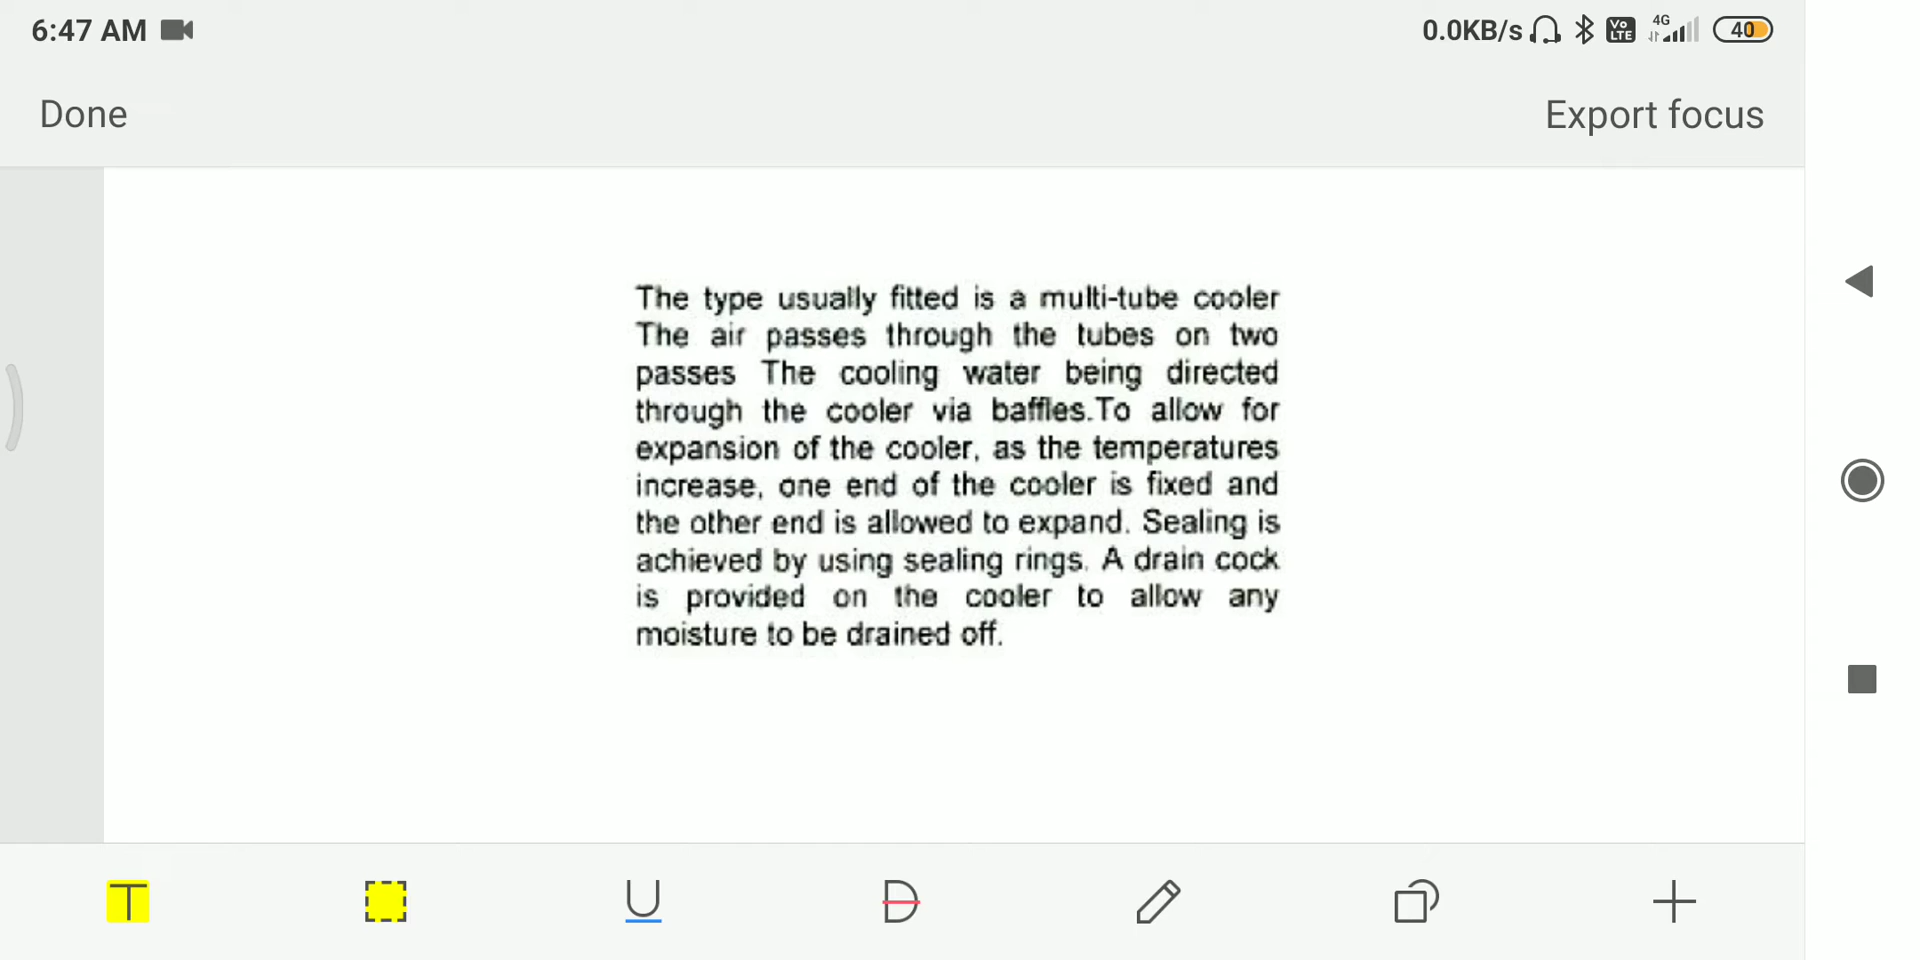 6:47 AM 0.0KB/s Vo LTE 4G 40
Done Export focus
The type usually fitted is a multi-tube cooler
The air passes through the tubes on two
passes The cooling water being directed
through the cooler via baffles.To allow for
expansion of the cooler, as the temperatures
increase, one end of the cooler is fixed and
the other end is allowed to expand. Sealing is
achieved by using sealing rings. A drain cock
is provided on the cooler to allow any
moisture to be drained off.
T U D